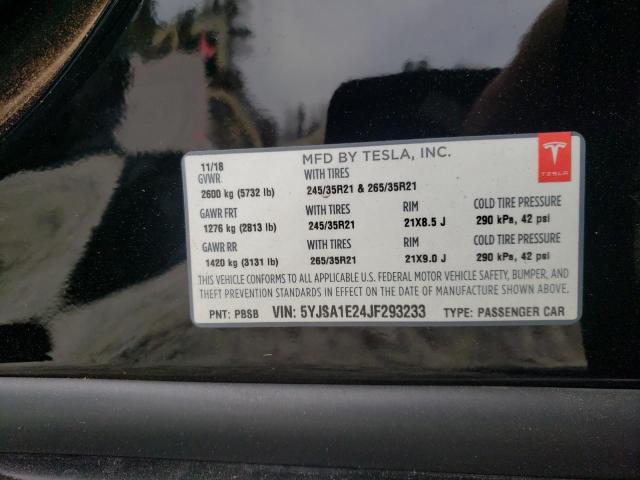 11/18 MFD BY TESLA, INC.
GVWR WITH TIRES
2600 kg (5732 lb) 245/35R21 & 265/35R21
TESLA
GAWR FRT WITH TIRES RIM COLD TIRE PRESSURE
1276 kg (2813 lb) 245/35R21 21X8.5 J 290 kPa, 42 psi
GAWR RR WITH TIRES RIM COLD TIRE PRESSURE
1420 kg (3131 lb) 265/35R21 21X9.0 J 290 kPa, 42 psi
THIS VEHICLE CONFORMS TO ALL APPLICABLE U.S. FEDERAL MOTOR VEHICLE SAFETY, BUMPER, AND
THEFT PREVENTION STANDARDS IN EFFECT ON THE DATE OF MANUFACTURE SHOWN ABOVE.
PNT: PBSB VIN: 5YJSA1E24JF293233 TYPE: PASSENGER CAR